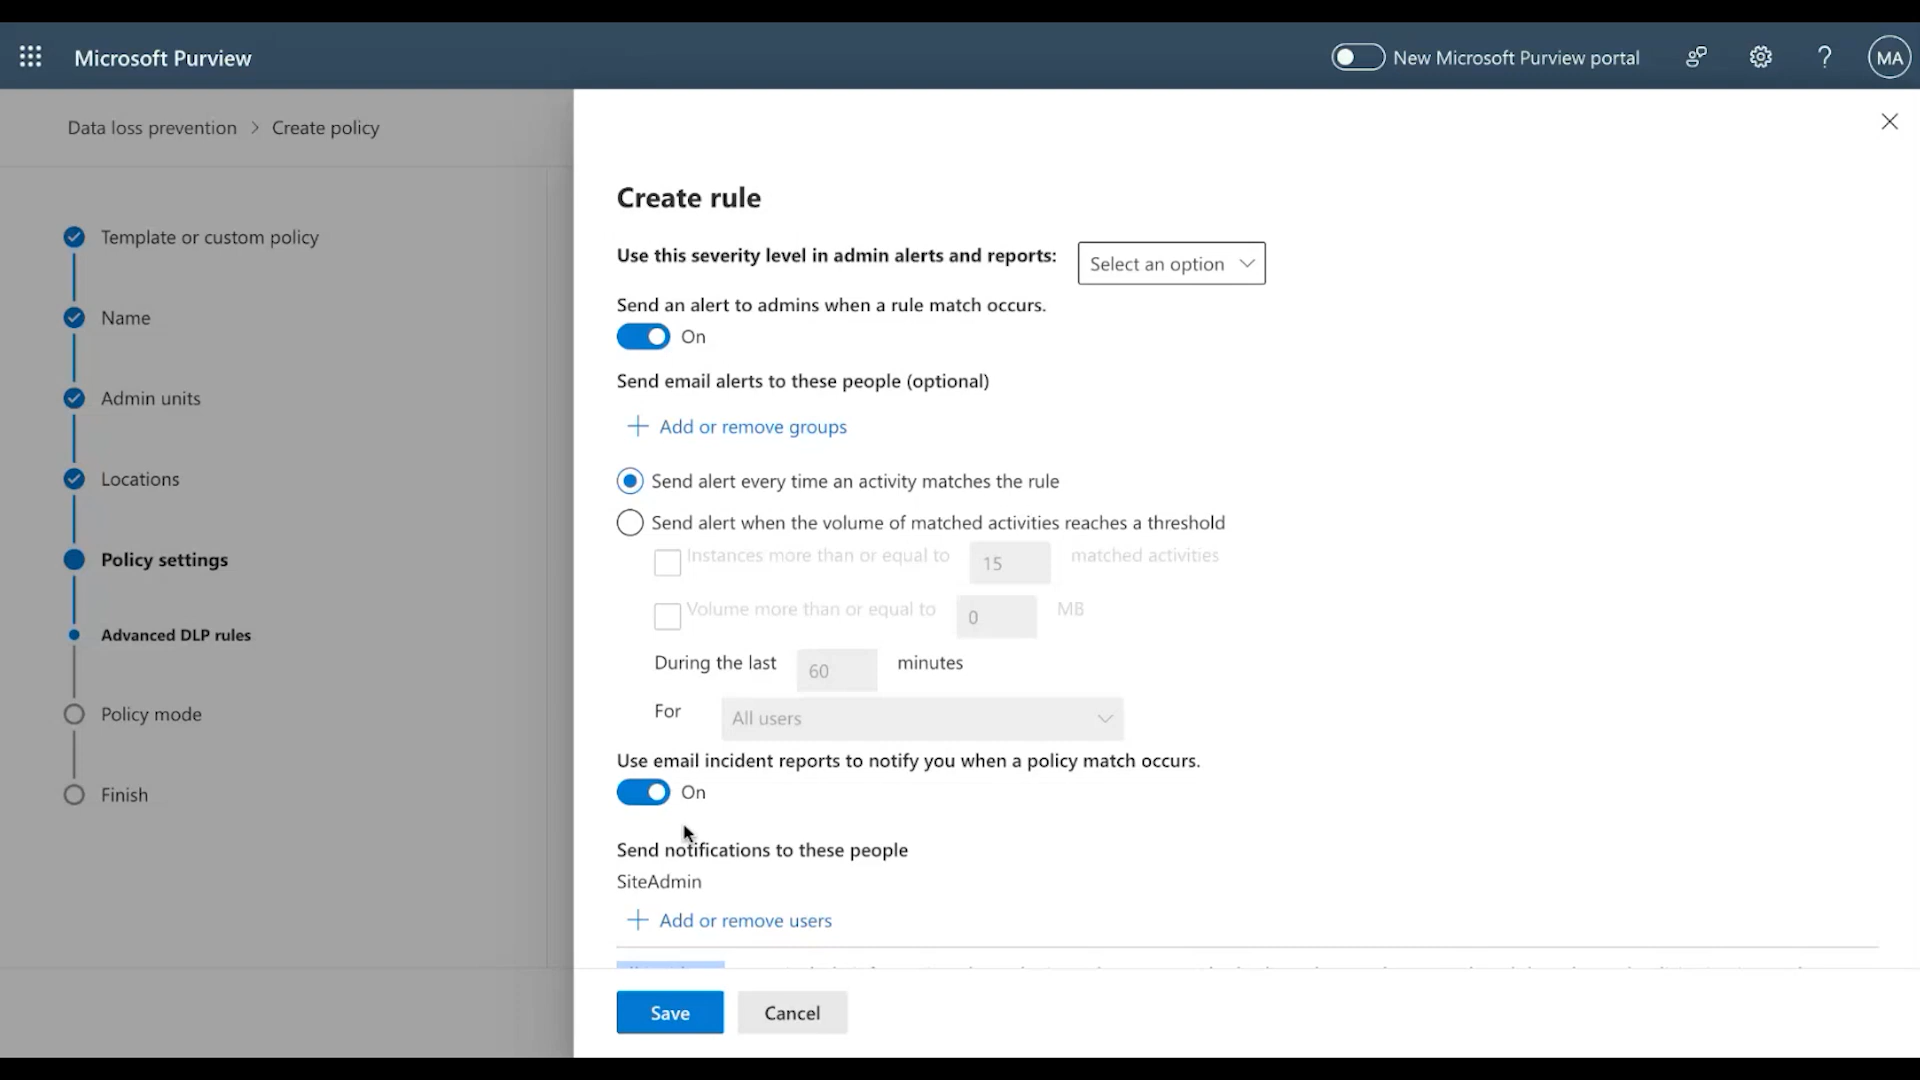 Microsoft Purview
New Microsoft Purview portal
MA
Data loss prevention > Create policy
Template or custom policy
Name
Admin units
Locations
Policy settings
Advanced DLP rules
Policy mode
Finish
Create rule
Use this severity level in admin alerts and reports: Select an option
Send an alert to admins when a rule match occurs.
On
Send email alerts to these people (optional)
Add or remove groups
Send alert every time an activity matches the rule
Send alert when the volume of matched activities reaches a threshold
Instances more than or equal to 15 matched activities
Volume more than or equal to 0 MB
During the last 60 minutes
For All users
Use email incident reports to notify you when a policy match occurs.
On
Send notifications to these people
SiteAdmin
Add or remove users
Save Cancel